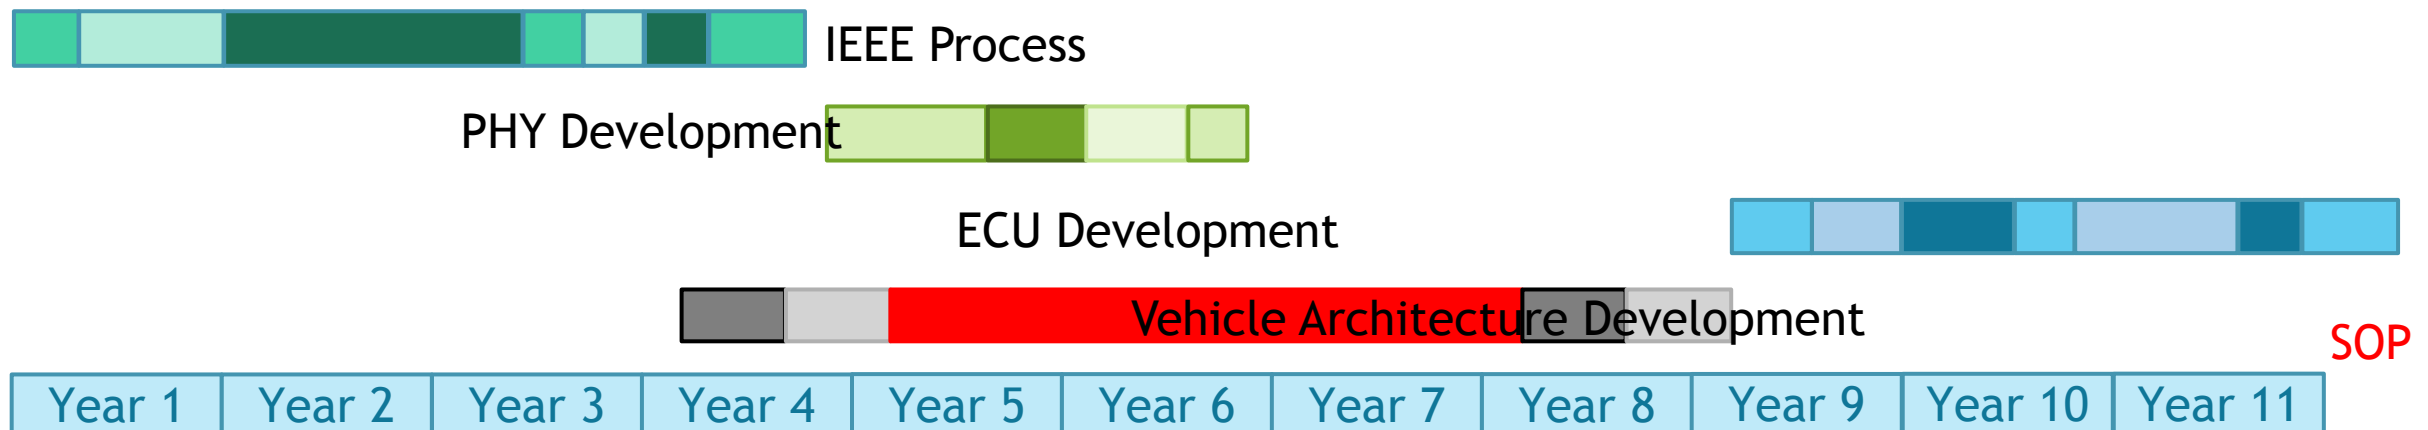 IEEE Process
PHY Development
ECU Development
Vehicle Architecture Development
SOP
Year 1 Year 2 Year 3 Year 4 Year 5 Year 6 Year 7 Year 8 Year 9 Year 10 Year 11